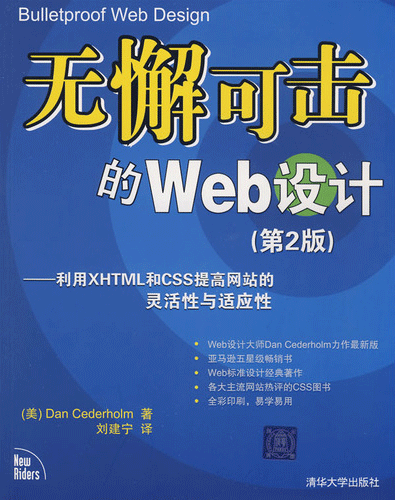 Bulletproof Web Design
无懈可击
的Web设计
(第2版)
——利用XHTML和CSS提高网站的
灵活性与适应性
Web设计大师Dan Cederholm力作最新版
亚马逊五星级畅销书
Web标准设计经典著作
各大主流网站热评的CSS图书
全彩印刷，易学易用
(美) Dan Cederholm 著
刘建宁 译
New
Riders
清华大学出版社